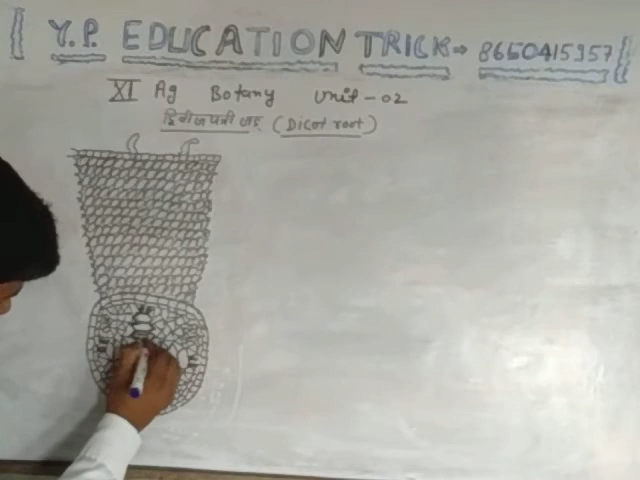 Y.P. EDUCATION TRICK 8650415957
XI Ag Botany Unit-02
द्विबीजपत्री जड़ (Dicot root)